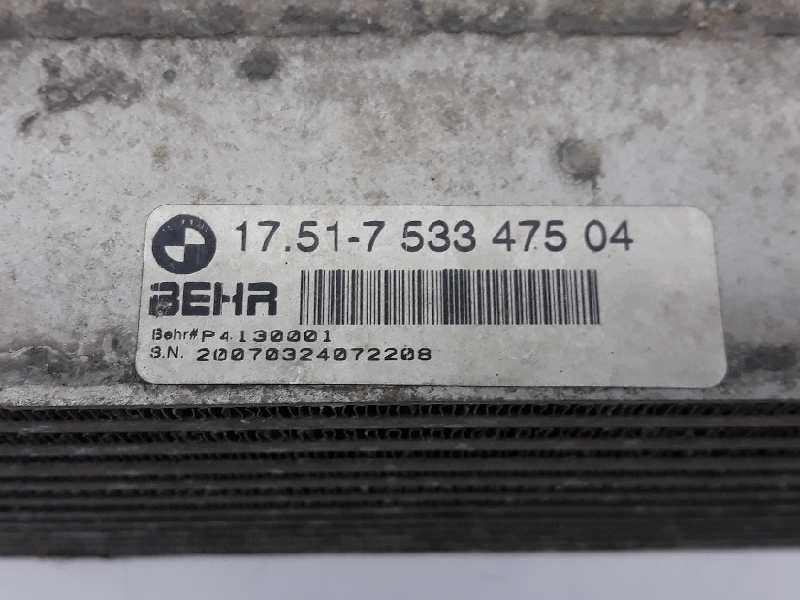 17.51-7 533 475 04
BEHR
Behr# P4130001
S.N. 20070324072208